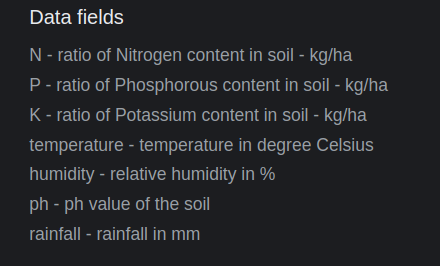 Data fields
N - ratio of Nitrogen content in soil - kg/ha
P - ratio of Phosphorous content in soil - kg/ha
K - ratio of Potassium content in soil - kg/ha
temperature - temperature in degree Celsius
humidity - relative humidity in %
ph - ph value of the soil
rainfall - rainfall in mm